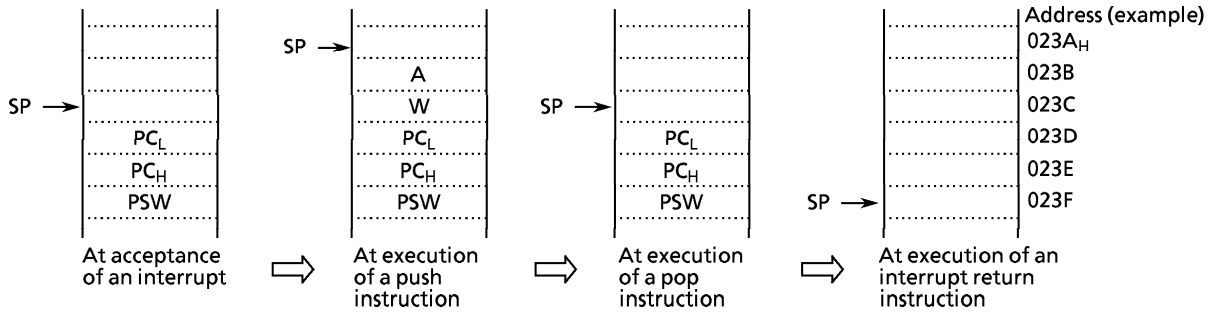 Address (example)
SP → 023A_H
A 023B
SP → W SP → 023C
PC_L PC_L PC_L 023D
PC_H PC_H PC_H 023E
PSW PSW PSW SP → 023F
At acceptance
of an interrupt
At execution
of a push
instruction
At execution
of a pop
instruction
At execution of an
interrupt return
instruction